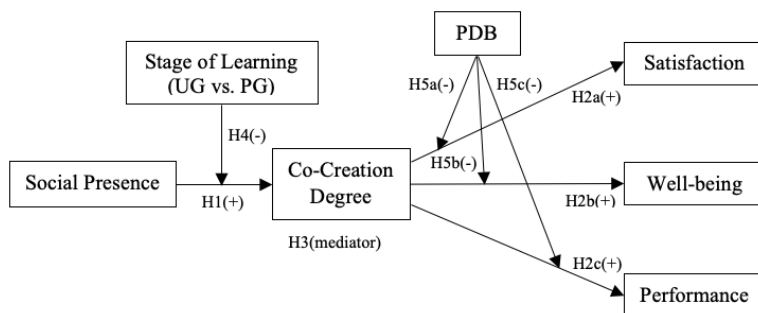 PDB
Stage of Learning
(UG vs. PG)
Satisfaction
H5a(-)
H5c(-)
H2a(+)
H4(-)
H5b(-)
Social Presence
H1(+)
Co-Creation
Degree
Well-being
H2b(+)
H3(mediator)
H2c(+)
Performance